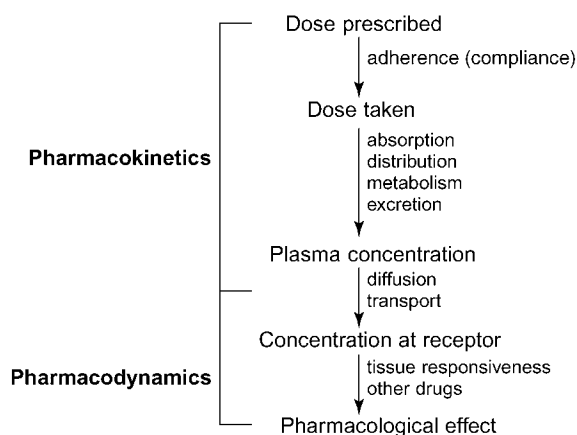 Dose prescribed
adherence (compliance)
Dose taken
absorption
distribution
Pharmacokinetics
metabolism
excretion
Plasma concentration
diffusion
transport
Concentration at receptor
tissue responsiveness
Pharmacodynamics
other drugs
Pharmacological effect